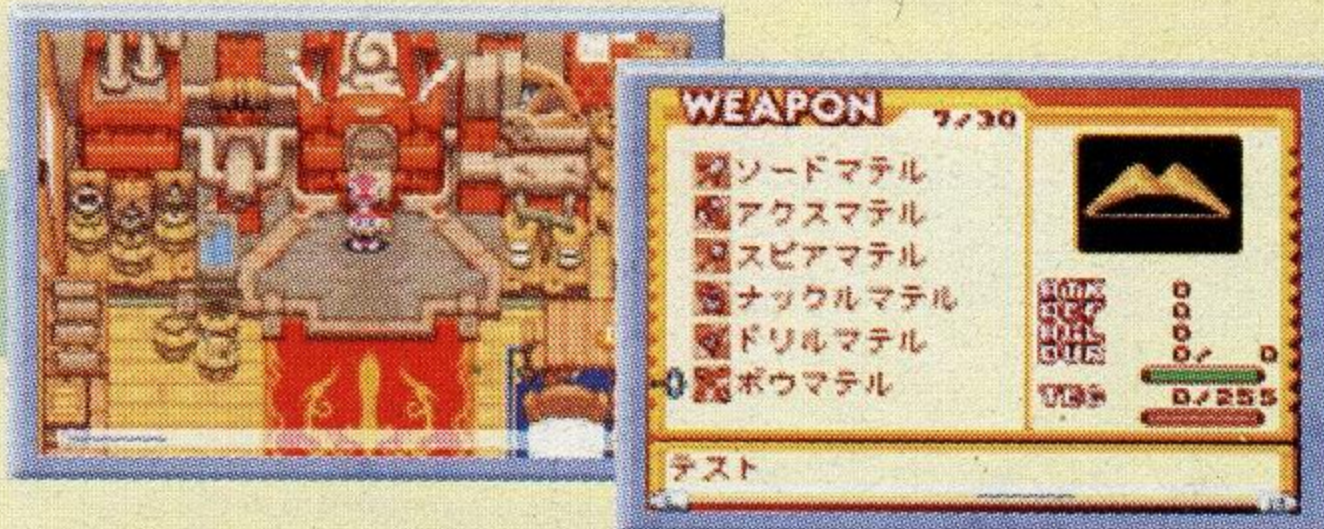 WEAPON 7/30
ソードマテル
アクスマテル
スピアマテル
ナックルマテル
ドリルマテル
ボウマテル
0
0
0
DUR 0/ 0
TEC 0/255
テスト